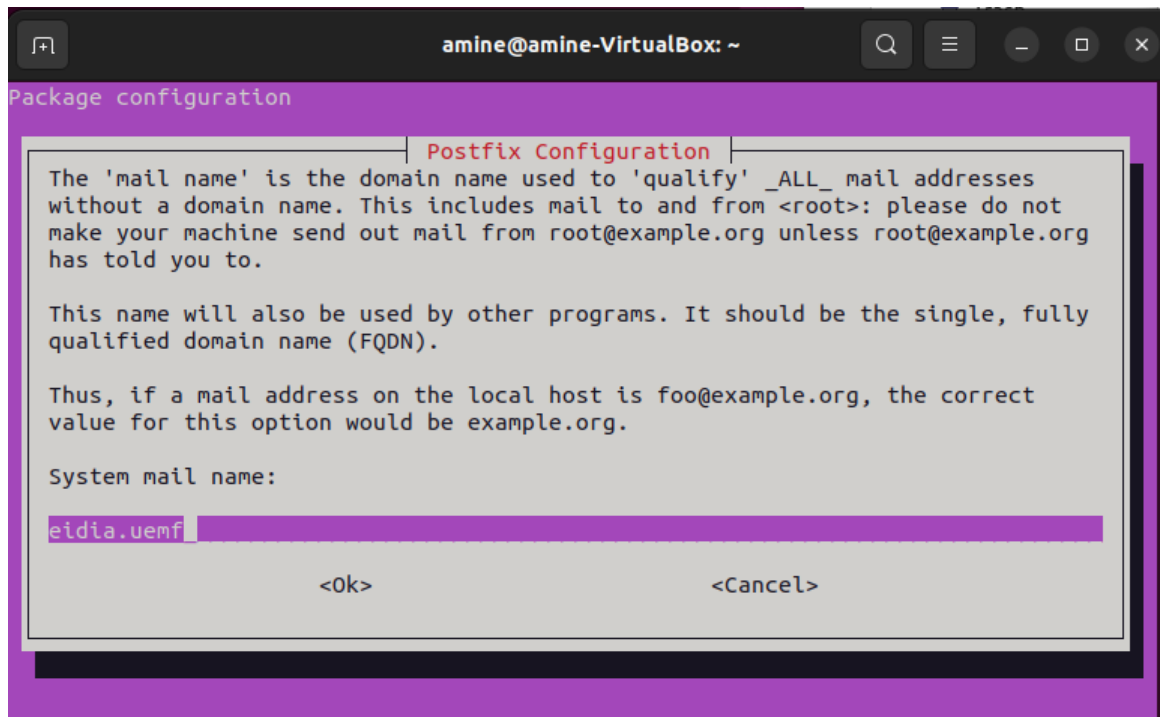 amine@amine-VirtualBox: ~
Package configuration
Postfix Configuration
The 'mail name' is the domain name used to 'qualify' _ALL_ mail addresses
without a domain name. This includes mail to and from <root>: please do not
make your machine send out mail from root@example.org unless root@example.org
has told you to.
This name will also be used by other programs. It should be the single, fully
qualified domain name (FQDN).
Thus, if a mail address on the local host is foo@example.org, the correct
value for this option would be example.org.
System mail name:
eidia.uemf
<Ok> <Cancel>